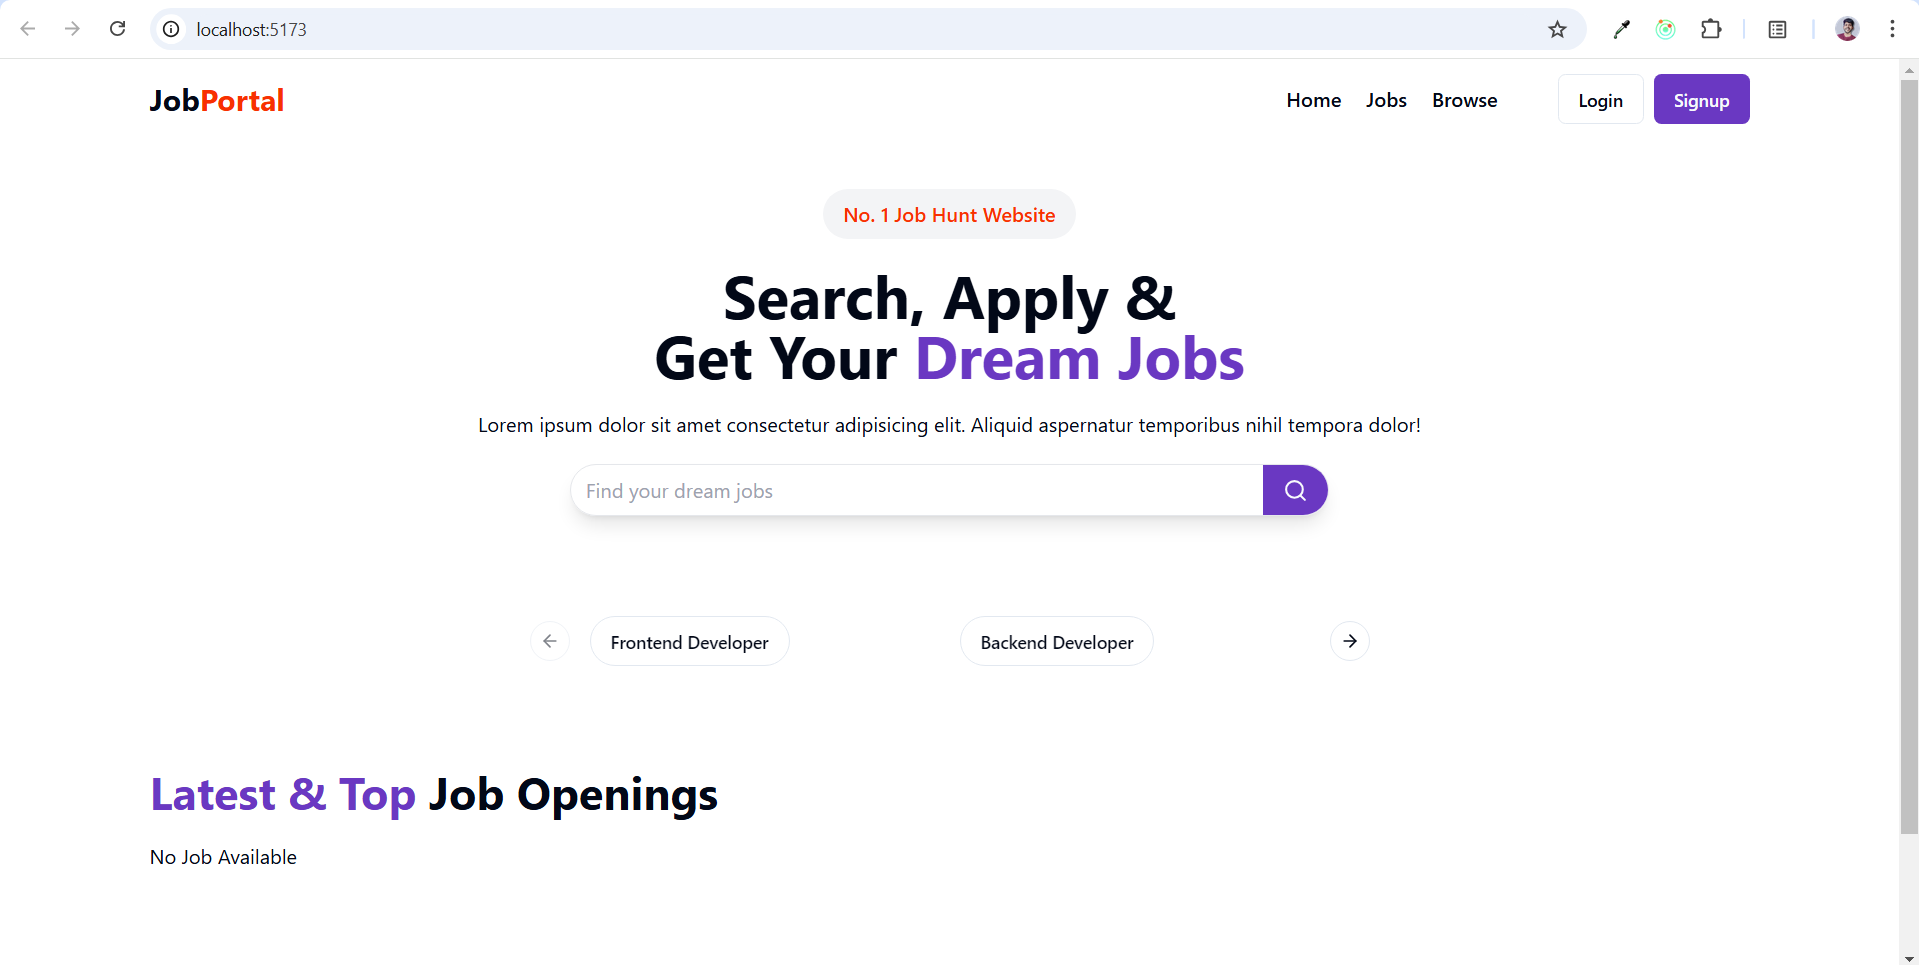 localhost:5173
JobPortal
Home Jobs Browse Login Signup
No. 1 Job Hunt Website
Search, Apply &
Get Your Dream Jobs
Lorem ipsum dolor sit amet consectetur adipisicing elit. Aliquid aspernatur temporibus nihil tempora dolor!
Find your dream jobs
Frontend Developer Backend Developer
Latest & Top Job Openings
No Job Available